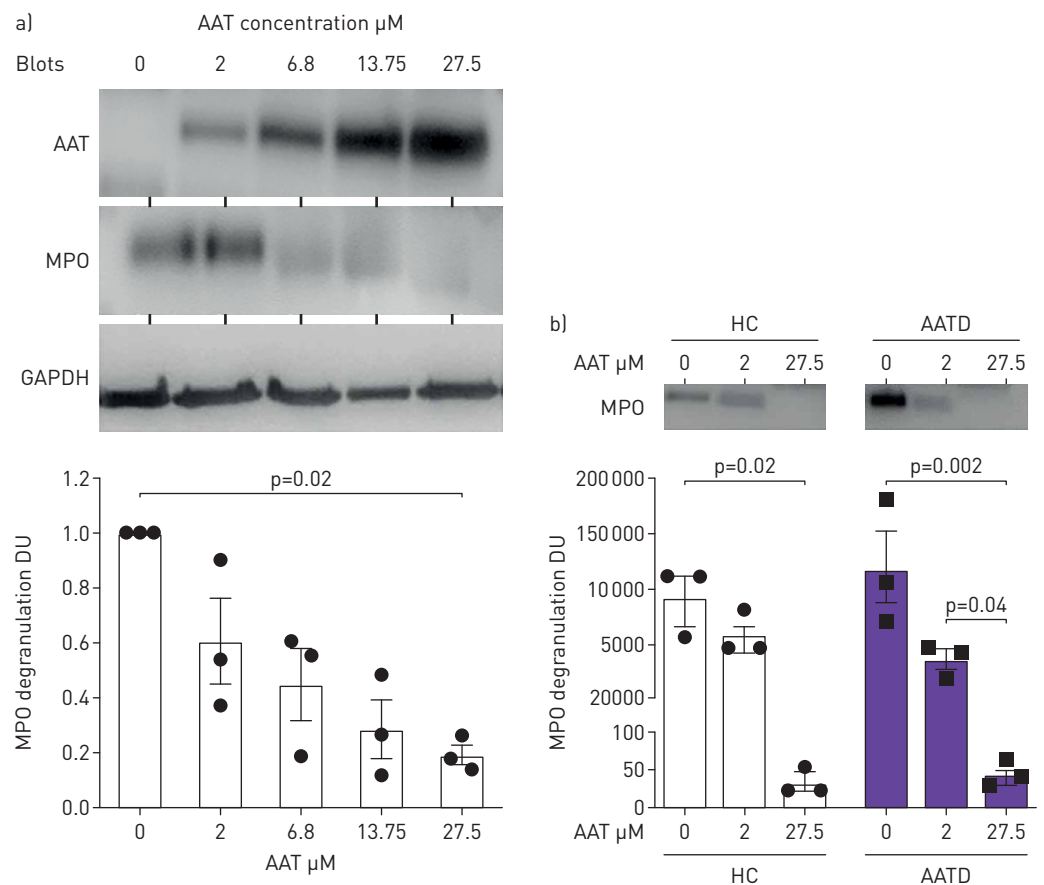 a)
AAT concentration µM
Blots 0 2 6.8 13.75 27.5
AAT
MPO
GAPDH
p=0.02
MPO degranulation DU
1.2
1.0
0.8
0.6
0.4
0.2
0.0
0 2 6.8 13.75 27.5
AAT µM
b)
HC AATD
AAT µM 0 2 27.5 0 2 27.5
MPO
p=0.02 p=0.002
p=0.04
MPO degranulation DU
200 000
150 000
10 000
5000
20 000
100
50
0
AAT µM 0 2 27.5 0 2 27.5
HC AATD